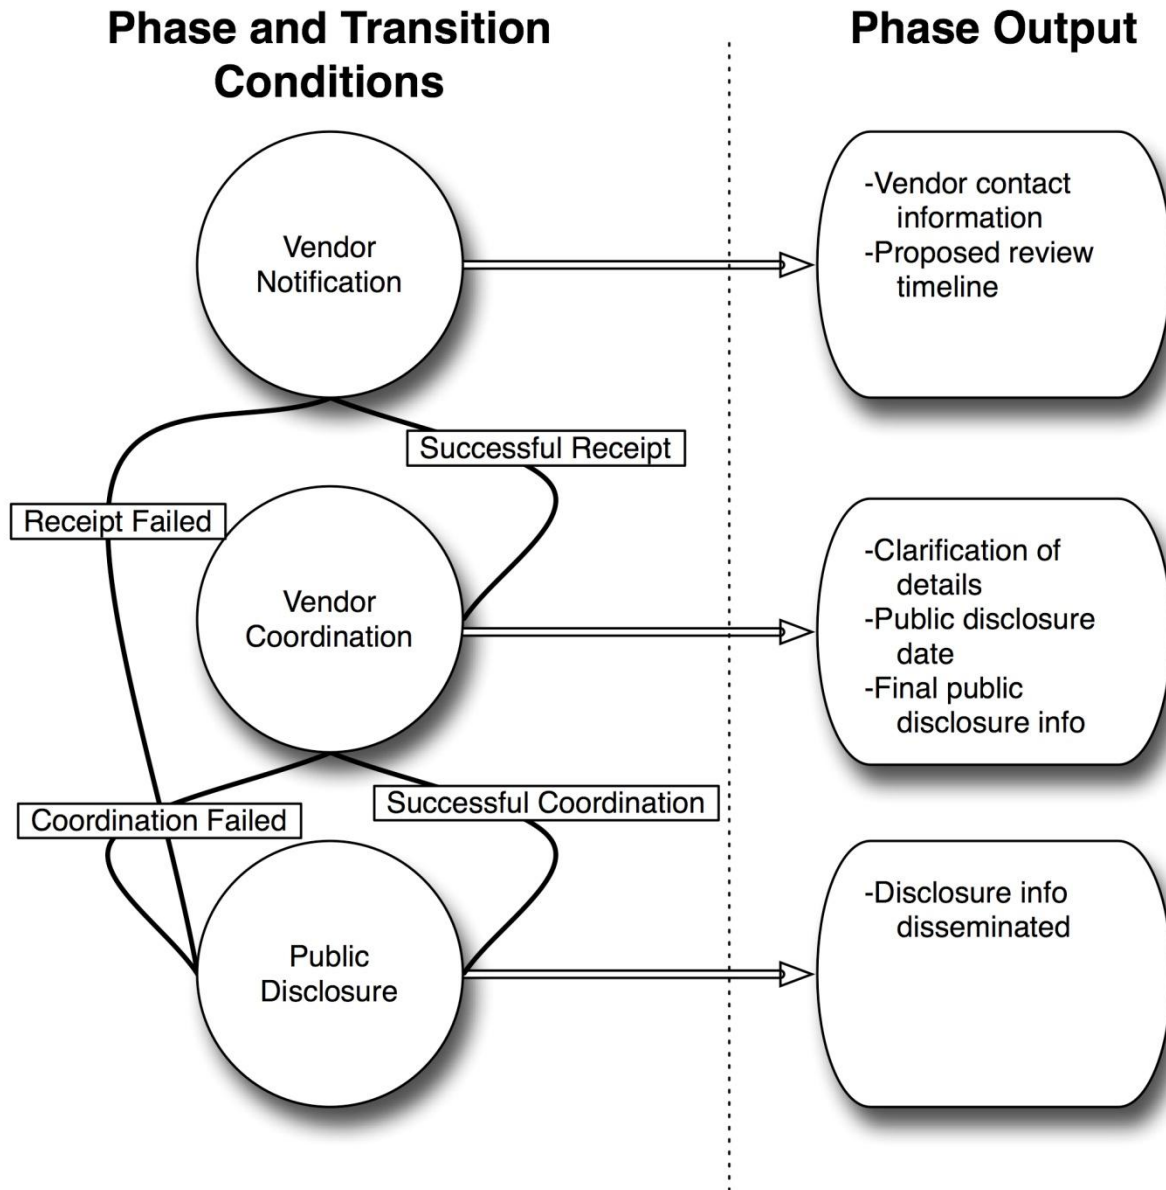 Phase and Transition
Conditions
Phase Output
Vendor
Notification
-Vendor contact
information
-Proposed review
timeline
Successful Receipt
Receipt Failed
Vendor
Coordination
-Clarification of
details
-Public disclosure
date
-Final public
disclosure info
Successful Coordination
Coordination Failed
Public
Disclosure
-Disclosure info
disseminated